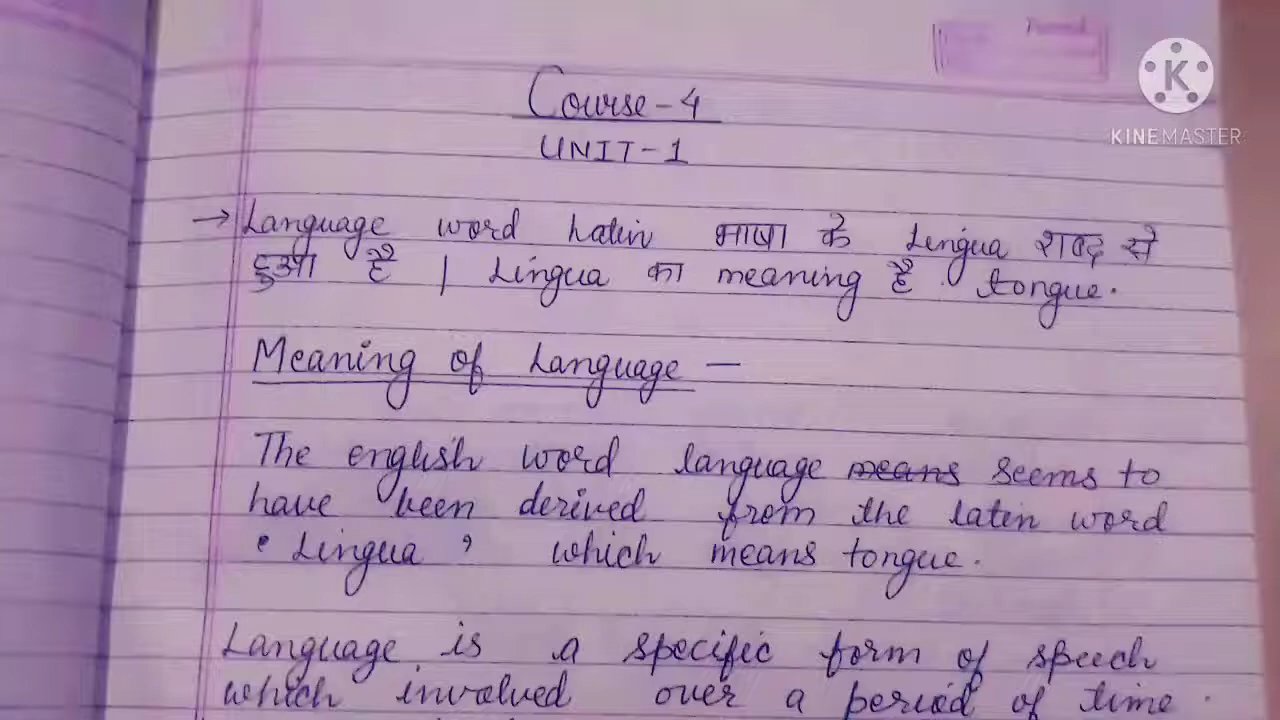 Course-4
UNIT-1
→ Language word Latin भाषा के Lingua शब्द से
हुआ है | Lingua का meaning है tongue.
Meaning of Language —
The english word language means seems to
have been derived from the latin word
' Lingua ' which means tongue.
Language is a specific form of speech
which involved over a period of time.
KINEMASTER